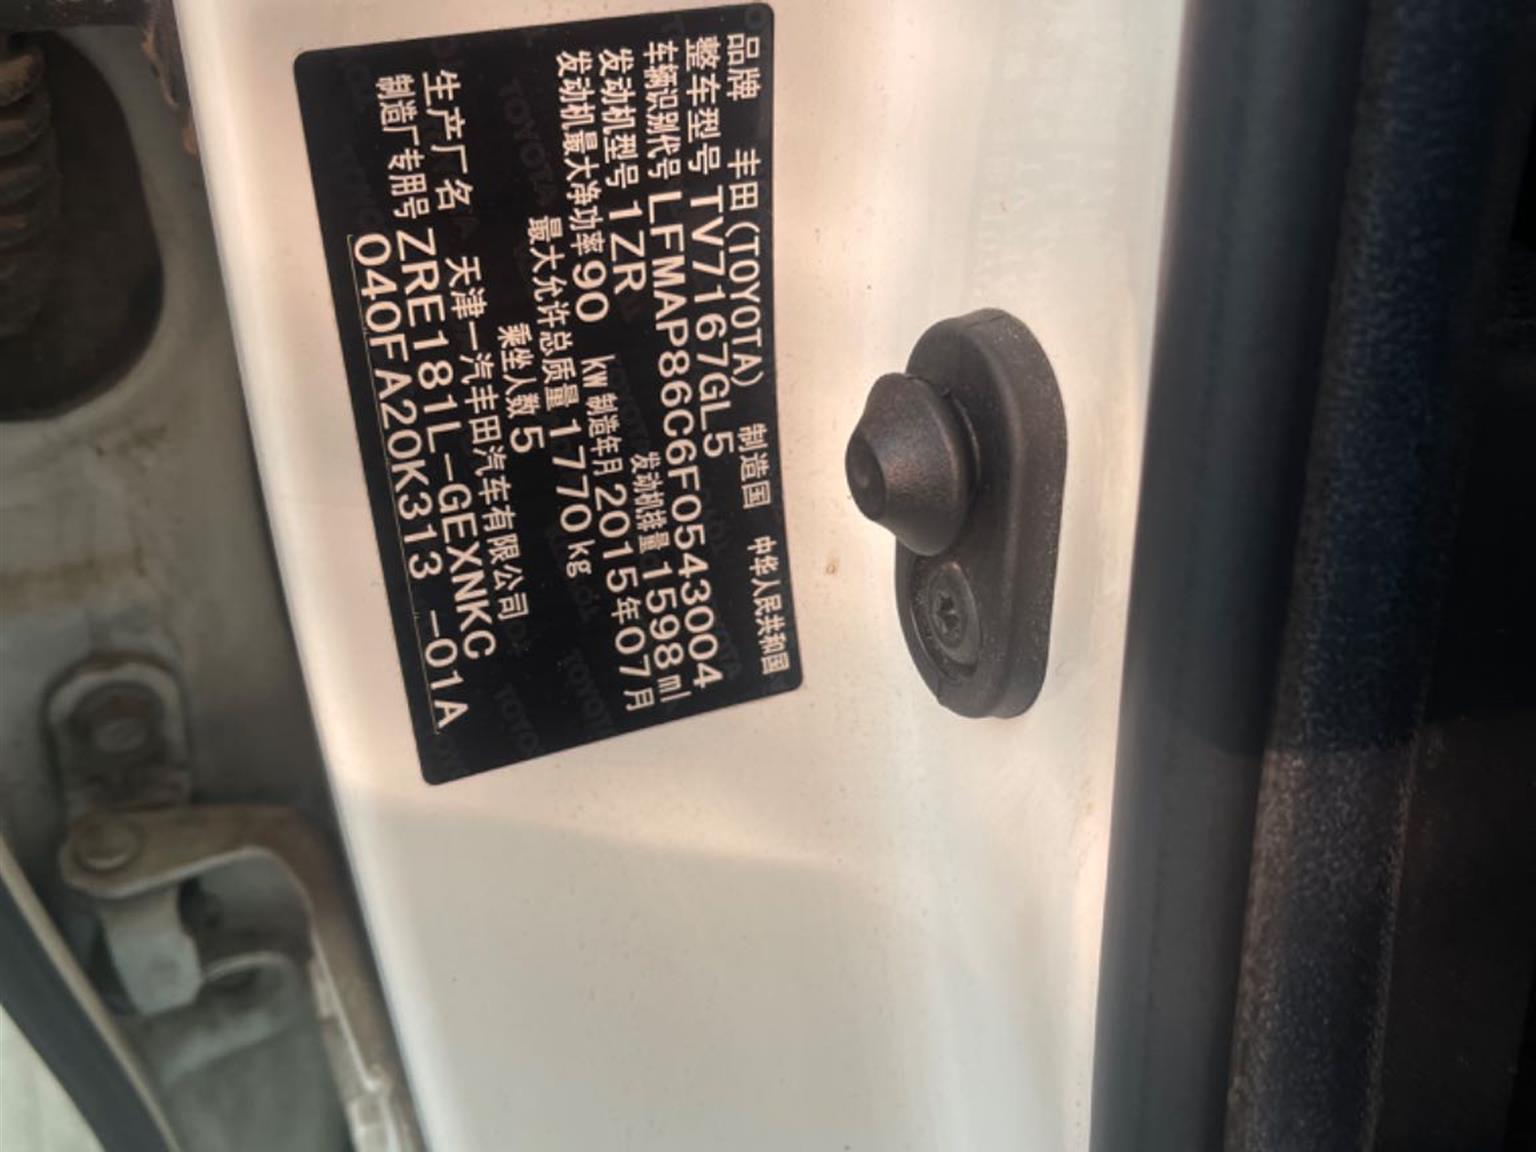 品牌 丰田(TOYOTA) 制造国 中华人民共和国
整车型号 TV7167GL5
车辆识别代号 LFMAP86C6F0543004
发动机型号 1ZR 发动机排量 1598ml
发动机最大净功率 90 kW 制造年月 2015年07月
最大允许总质量 1770kg
乘坐人数 5
生产厂名 天津一汽丰田汽车有限公司
制造厂专用号 ZRE181L-GEXNKC
040FA20K313 -01A